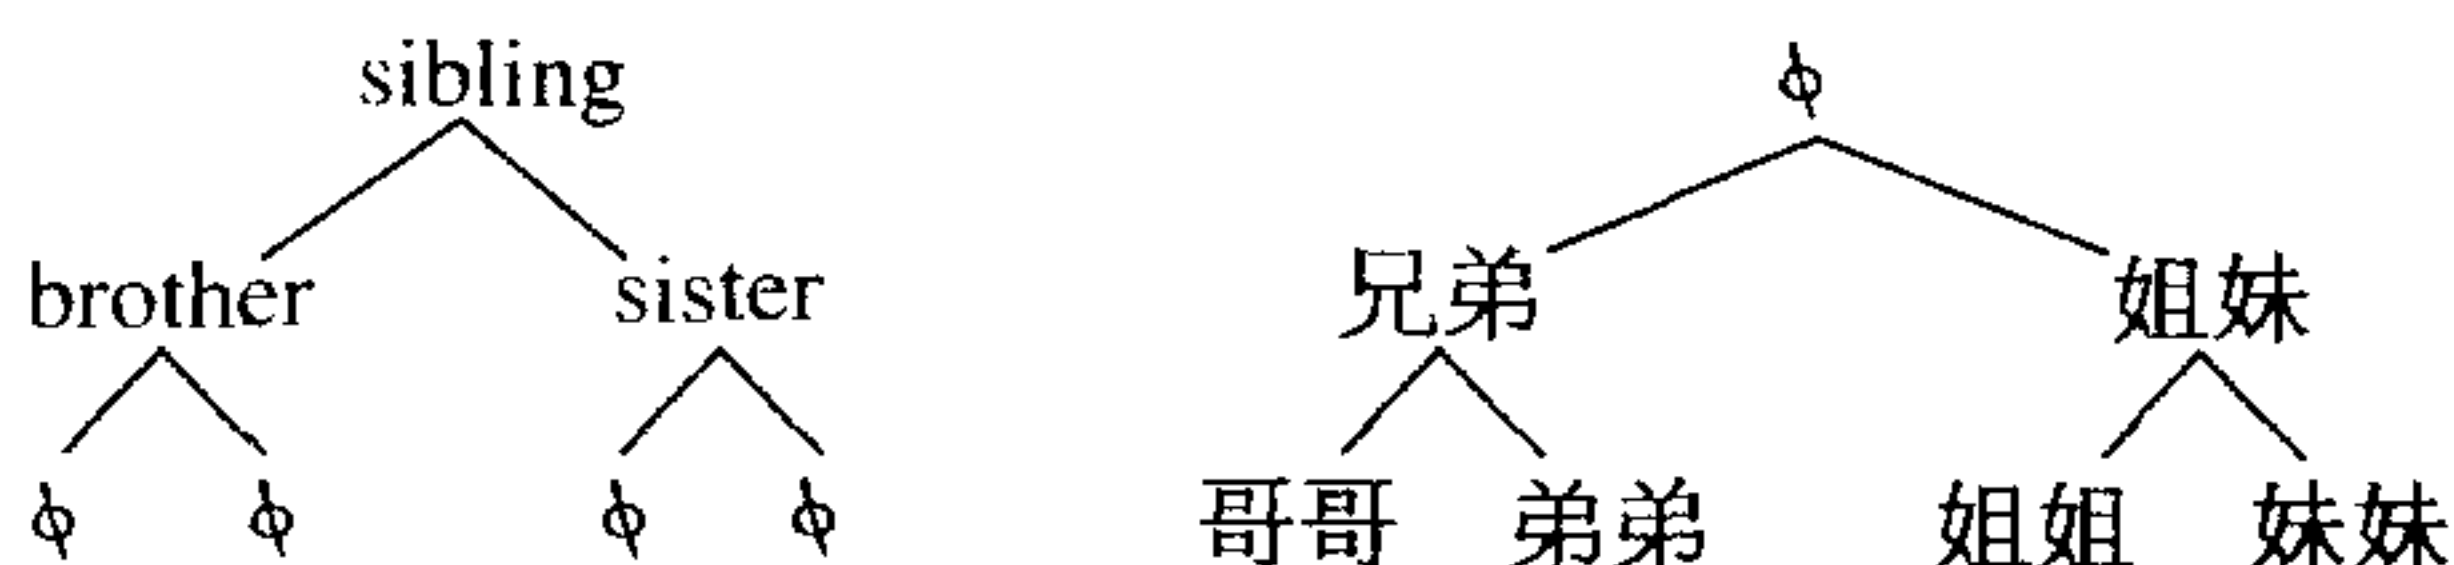 sibling ϕ
brother sister 兄弟 姐妹
ϕ ϕ ϕ ϕ 哥哥 弟弟 姐姐 妹妹